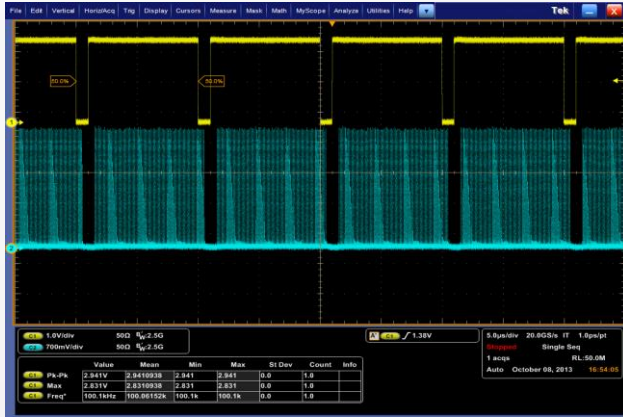 File Edit Vertical Horiz/Acq Trig Display Cursors Measure Mask Math MyScope Analyze Utilities Help Tek X
50.0% 50.0%
1
2
C1 1.0V/div 50Ω BW:2.5G
C2 700mV/div 50Ω BW:2.5G
A' C1 1.38V
5.0µs/div 20.0GS/s IT 1.0ps/pt
Stopped Single Seq
1 acqs RL:50.0M
Auto October 08, 2013 16:54:05
Value Mean Min Max St Dev Count Info
C1 Pk-Pk 2.941V 2.9410938 2.941 2.941 0.0 1.0
C1 Max 2.831V 2.8310938 2.831 2.831 0.0 1.0
C1 Freq* 100.1kHz 100.06152k 100.1k 100.1k 0.0 1.0